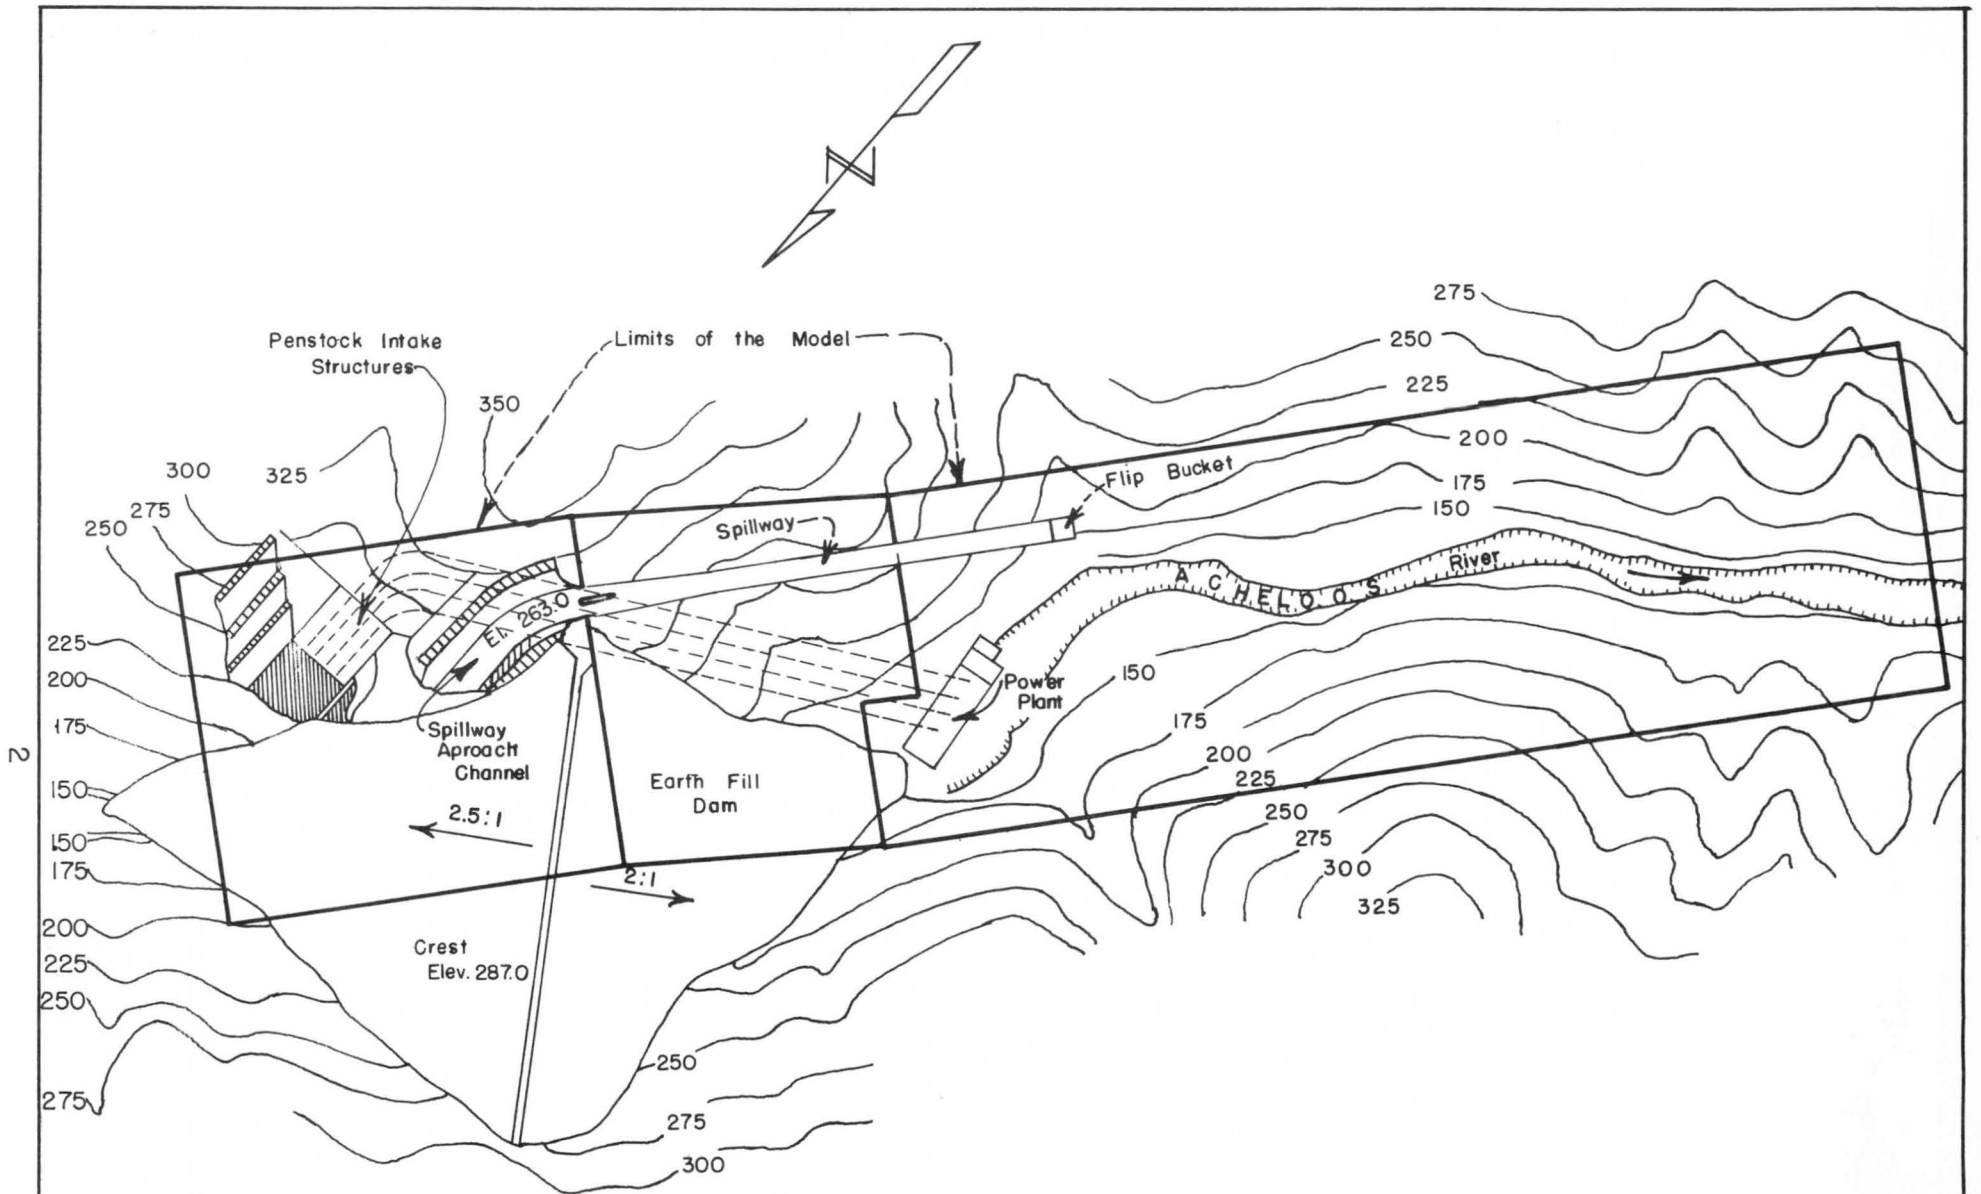 N
275
Limits of the Model
250
Penstock Intake
Structures
225
350
200
300
325
Flip Bucket
175
275
250
Spillway
150
River
ACHELOOS
El. 263.0
225
150
200
Power
Plant
175
175
Spillway
Aproach
Channel
200
Earth Fill
Dam
225
150
2.5:1
250
150
275
175
300
2:1
325
200
Crest
Elev. 287.0
225
250
250
275
275
300
2